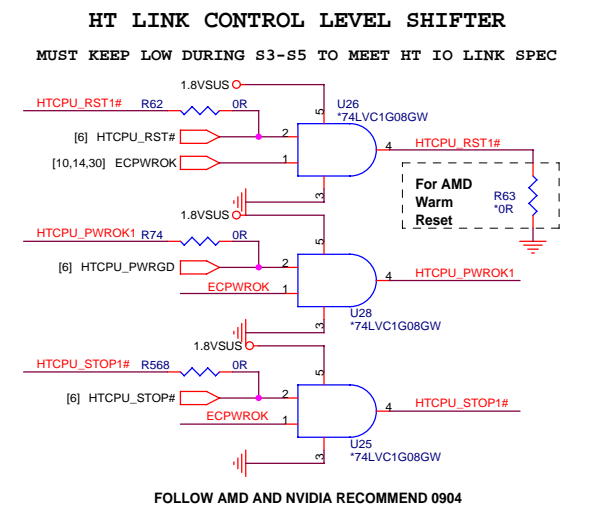 HT LINK CONTROL LEVEL SHIFTER
MUST KEEP LOW DURING S3-S5 TO MEET HT IO LINK SPEC
1.8VSUS
HTCPU_RST1# R62 0R
5
U26
*74LVC1G08GW
[6] HTCPU_RST#
2
4
HTCPU_RST1#
[10,14,30] ECPWROK
1
3
For AMD
Warm
Reset
R63
*0R
1.8VSUS
HTCPU_PWROK1 R74 0R
5
[6] HTCPU_PWRGD
2
4
HTCPU_PWROK1
ECPWROK
1
3
U28
*74LVC1G08GW
1.8VSUS
HTCPU_STOP1# R568 0R
5
[6] HTCPU_STOP#
2
4
HTCPU_STOP1#
ECPWROK
1
3
U25
*74LVC1G08GW
FOLLOW AMD AND NVIDIA RECOMMEND 0904